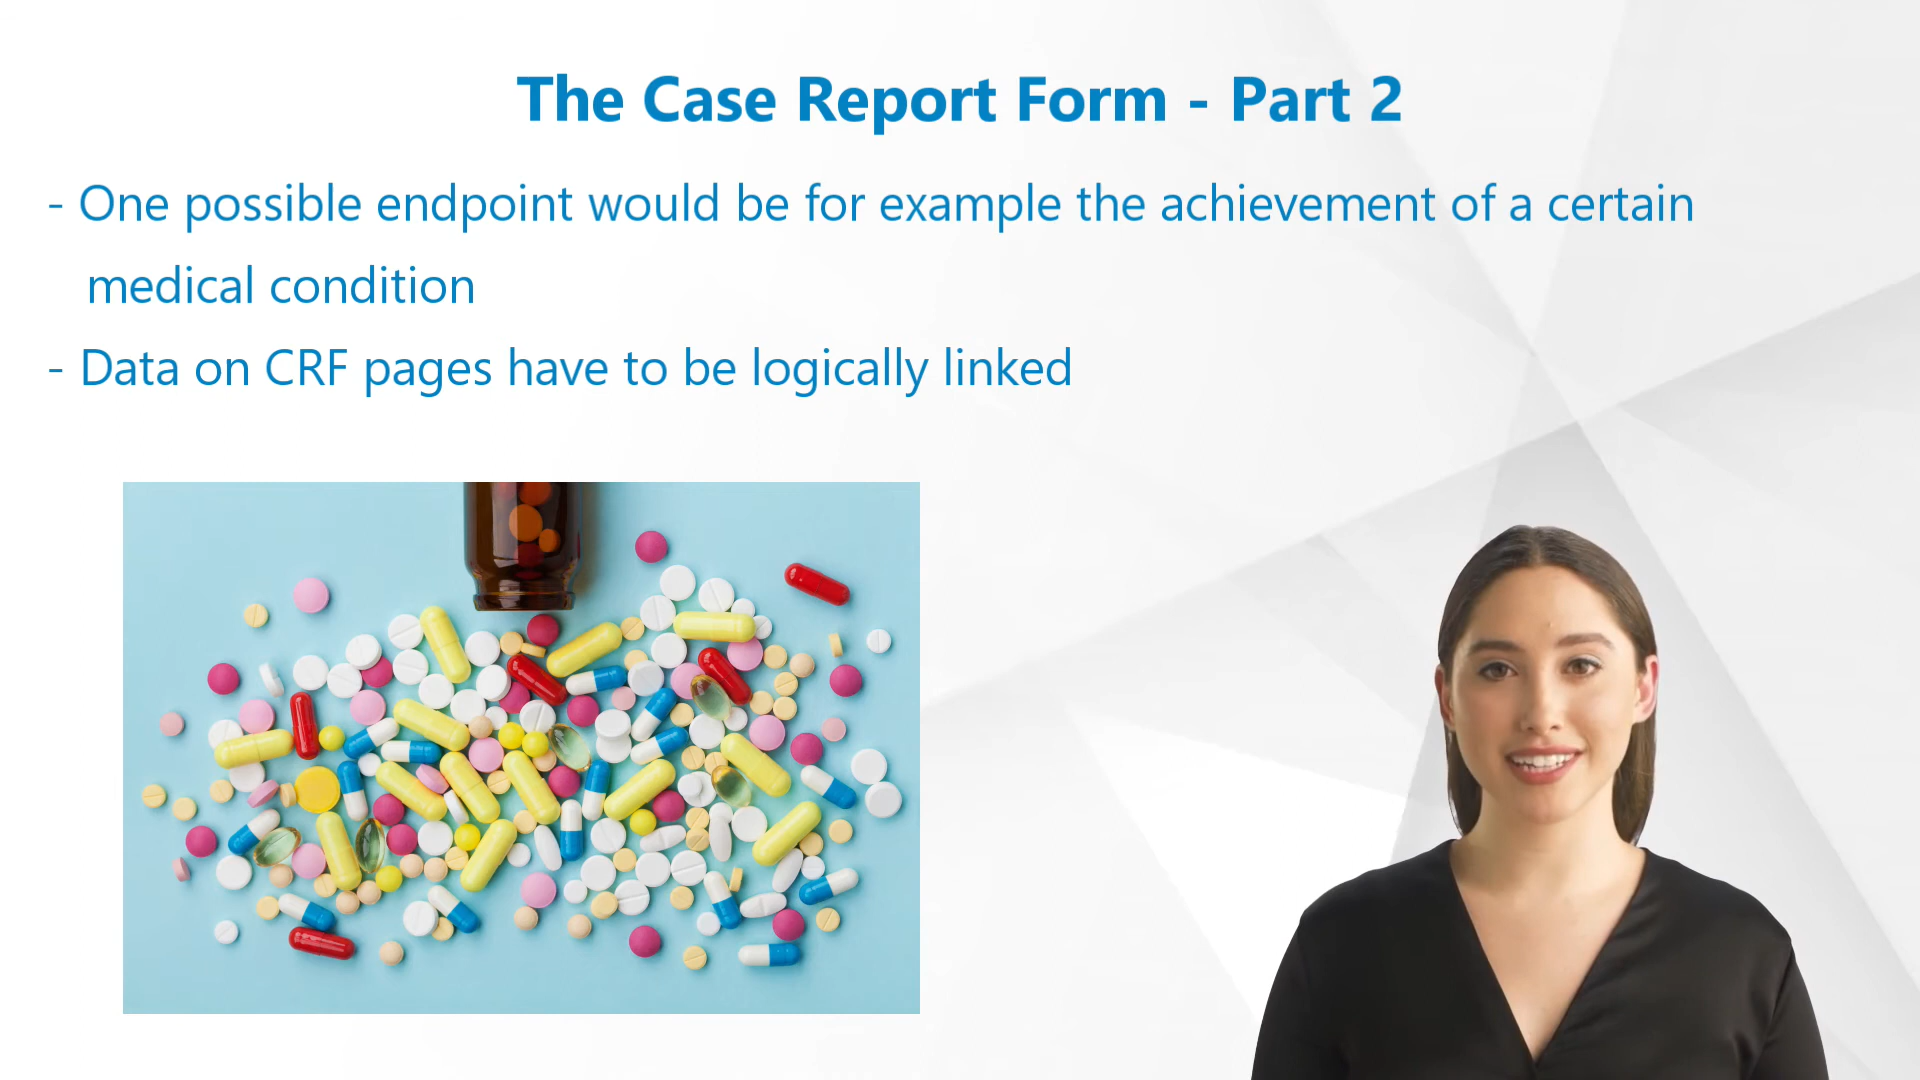 The Case Report Form - Part 2
- One possible endpoint would be for example the achievement of a certain
medical condition
- Data on CRF pages have to be logically linked